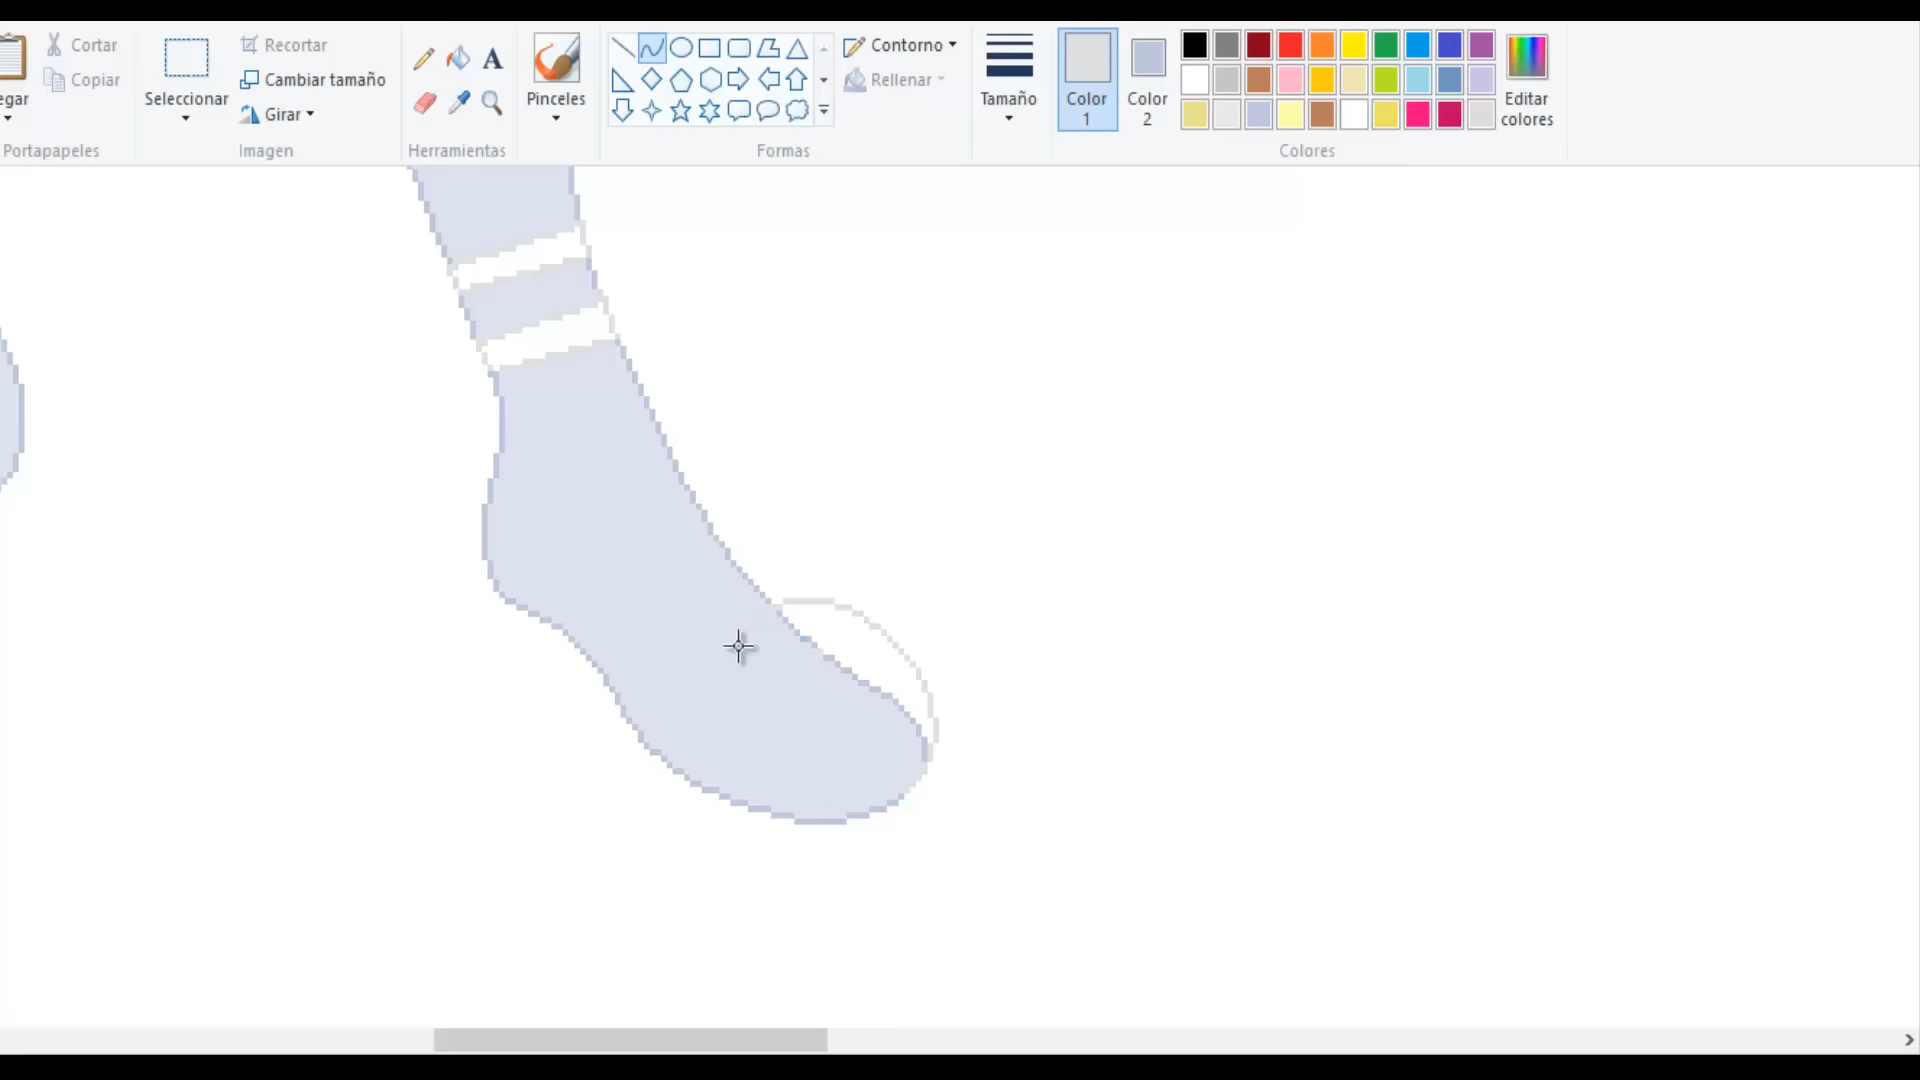 Cortar
Copiar
egar
Portapapeles
Seleccionar
Recortar
Cambiar tamaño
Girar
Imagen
A
Herramientas
Pinceles
Contorno
Rellenar
Formas
Tamaño
Color
1
Color
2
Editar
colores
Colores